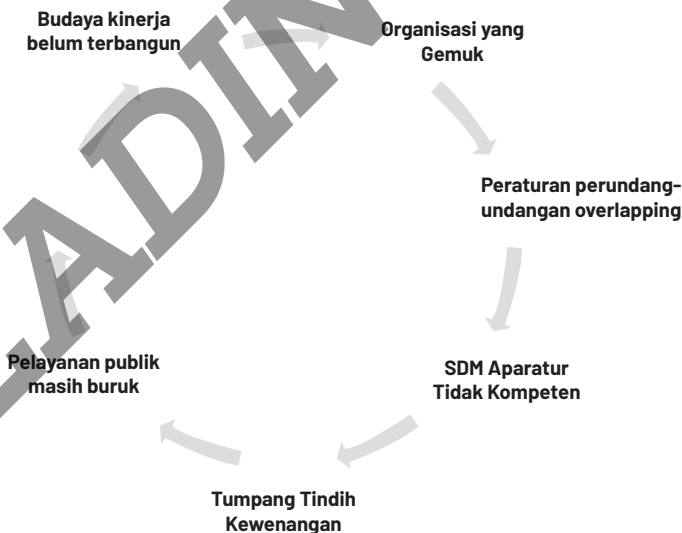 Budaya kinerja
belum terbangun
Organisasi yang
Gemuk
Peraturan perundang-
undangan overlapping
SDM Aparatur
Tidak Kompeten
Tumpang Tindih
Kewenangan
Pelayanan publik
masih buruk
LADIN